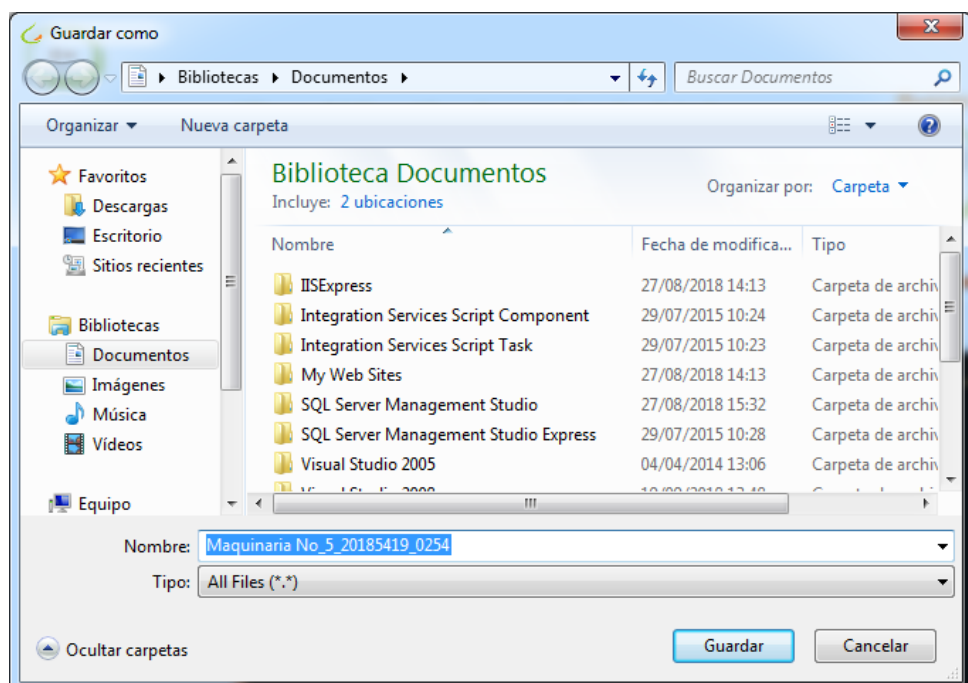 Guardar como
Bibliotecas Documentos
Buscar Documentos
Organizar Nueva carpeta
Favoritos
Descargas
Escritorio
Sitios recientes
Bibliotecas
Documentos
Imágenes
Música
Vídeos
Equipo
Biblioteca Documentos
Incluye: 2 ubicaciones
Organizar por: Carpeta
Nombre Fecha de modifica... Tipo
IISExpress 27/08/2018 14:13 Carpeta de archiv
Integration Services Script Component 29/07/2015 10:24 Carpeta de archiv
Integration Services Script Task 29/07/2015 10:23 Carpeta de archiv
My Web Sites 27/08/2018 14:13 Carpeta de archiv
SQL Server Management Studio 27/08/2018 15:32 Carpeta de archiv
SQL Server Management Studio Express 29/07/2015 10:28 Carpeta de archiv
Visual Studio 2005 04/04/2014 13:06 Carpeta de archiv
Nombre: Maquinaria No_5_20185419_0254
Tipo: All Files (*.*)
Ocultar carpetas
Guardar Cancelar